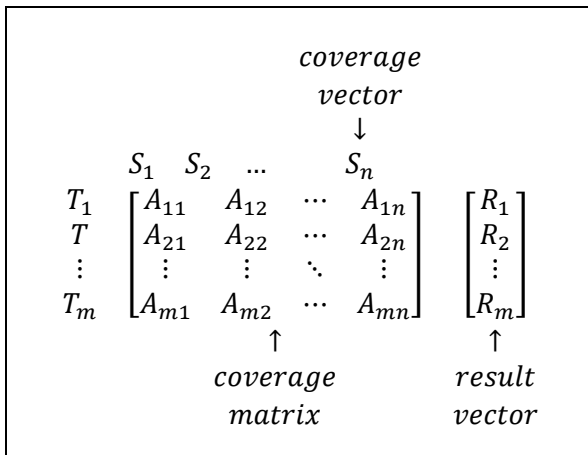 coverage
vector
↓
S₁ S₂ … Sₙ
T₁ [A₁₁ A₁₂ ⋯ A₁ₙ] [R₁]
T [A₂₁ A₂₂ ⋯ A₂ₙ] [R₂]
⋮ [⋮ ⋮ ⋱ ⋮] [⋮]
Tₘ [Aₘ₁ Aₘ₂ ⋯ Aₘₙ] [Rₘ]
↑ ↑
coverage result
matrix vector